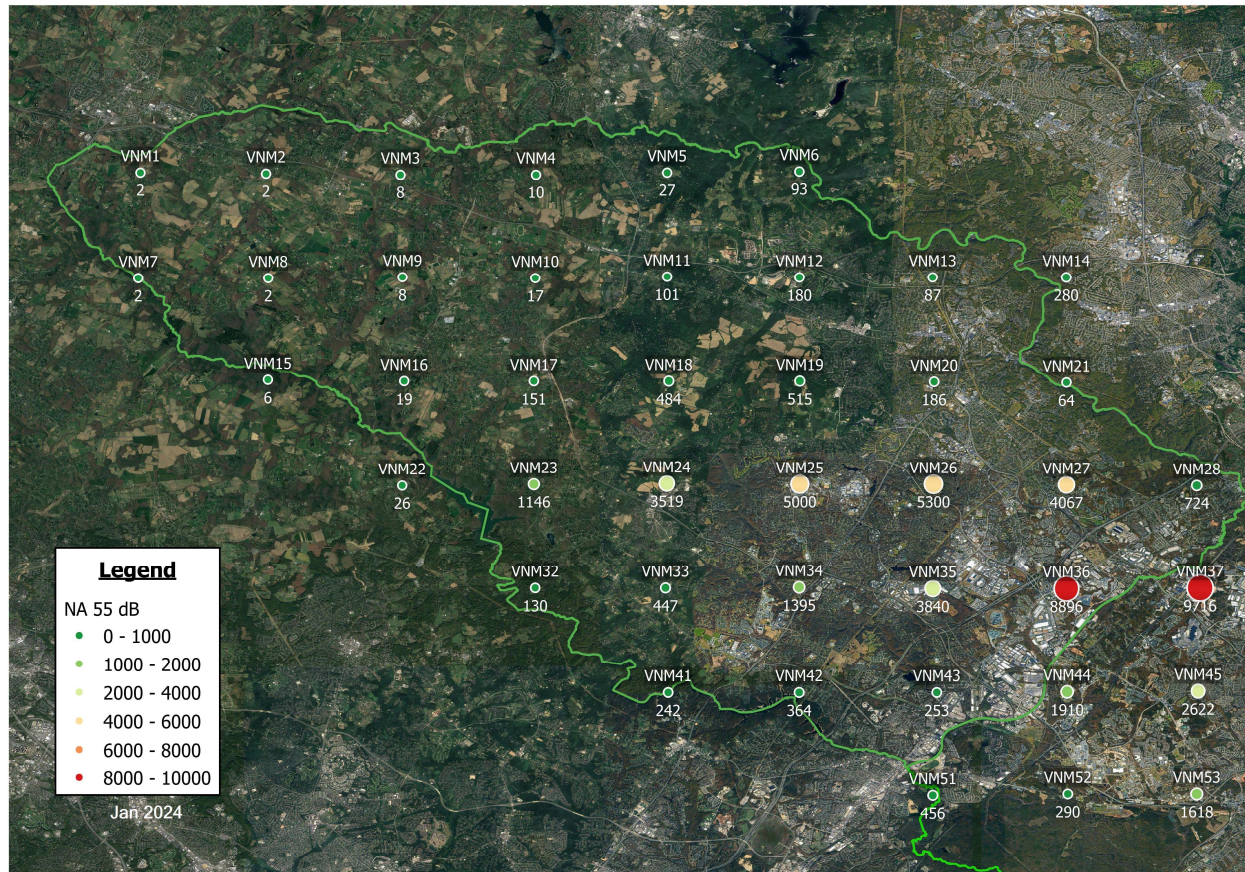 VNM1
2
VNM2
2
VNM3
8
VNM4
10
VNM5
27
VNM6
93
VNM7
2
VNM8
2
VNM9
8
VNM10
17
VNM11
101
VNM12
180
VNM13
87
VNM14
280
VNM15
6
VNM16
19
VNM17
151
VNM18
484
VNM19
515
VNM20
186
VNM21
64
VNM22
26
VNM23
1146
VNM24
3519
VNM25
5000
VNM26
5300
VNM27
4067
VNM28
724
VNM32
130
VNM33
447
VNM34
1395
VNM35
3840
VNM36
8896
VNM37
9716
VNM41
242
VNM42
364
VNM43
253
VNM44
1910
VNM45
2622
VNM51
456
VNM52
290
VNM53
1618
Legend
NA 55 dB
0 - 1000
1000 - 2000
2000 - 4000
4000 - 6000
6000 - 8000
8000 - 10000
Jan 2024